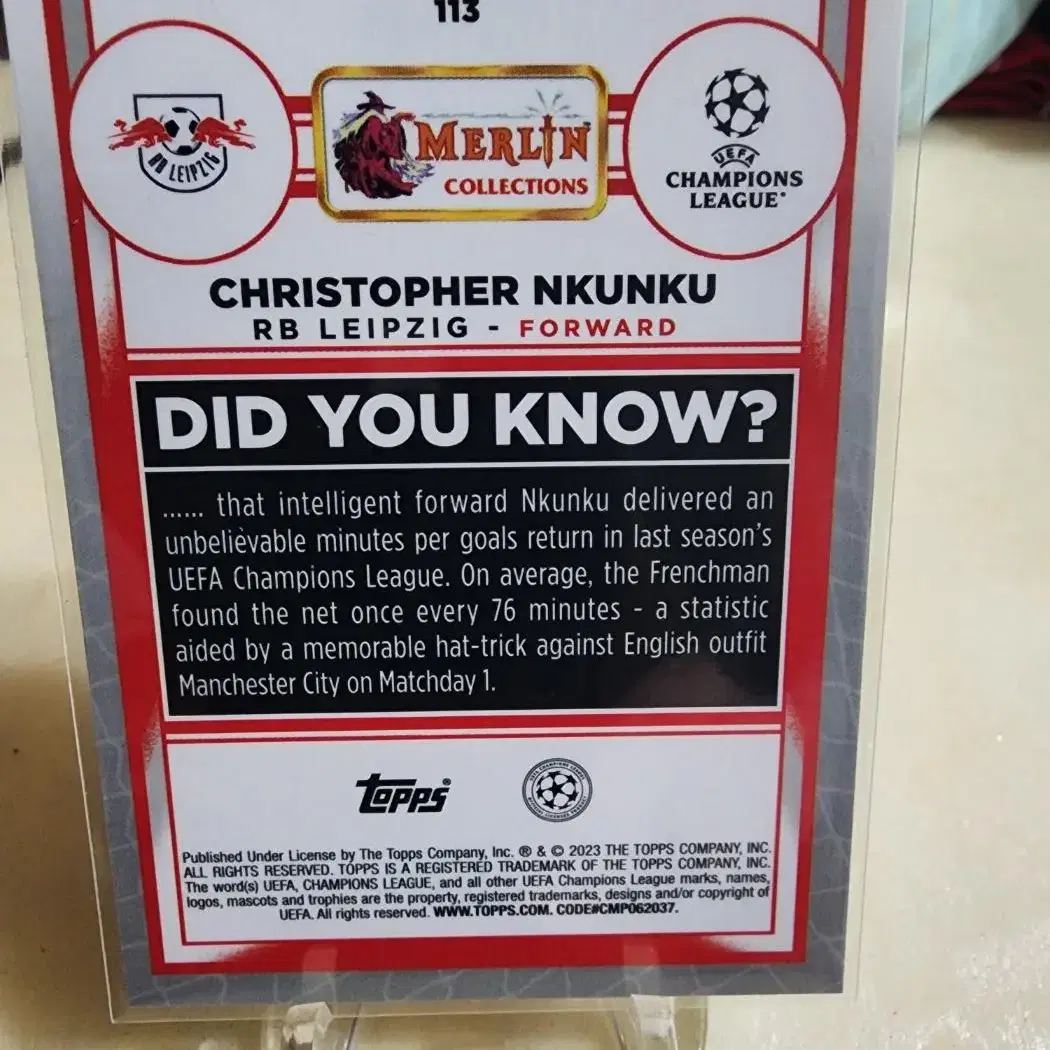 113
RB LEIPZIG
MERLIN
COLLECTIONS
UEFA
CHAMPIONS
LEAGUE®
CHRISTOPHER NKUNKU
RB LEIPZIG - FORWARD
DID YOU KNOW?
...... that intelligent forward Nkunku delivered an
unbelievable minutes per goals return in last season's
UEFA Champions League. On average, the Frenchman
found the net once every 76 minutes - a statistic
aided by a memorable hat-trick against English outfit
Manchester City on Matchday 1.
topps®
Published Under License by The Topps Company, Inc. ® & © 2023 THE TOPPS COMPANY, INC.
ALL RIGHTS RESERVED. TOPPS IS A REGISTERED TRADEMARK OF THE TOPPS COMPANY, INC.
The word(s) UEFA, CHAMPIONS LEAGUE, and all other UEFA Champions League marks, names,
logos, mascots and trophies are the property, registered trademarks, designs and/or copyright of
UEFA. All rights reserved. WWW.TOPPS.COM. CODE#CMP062037.